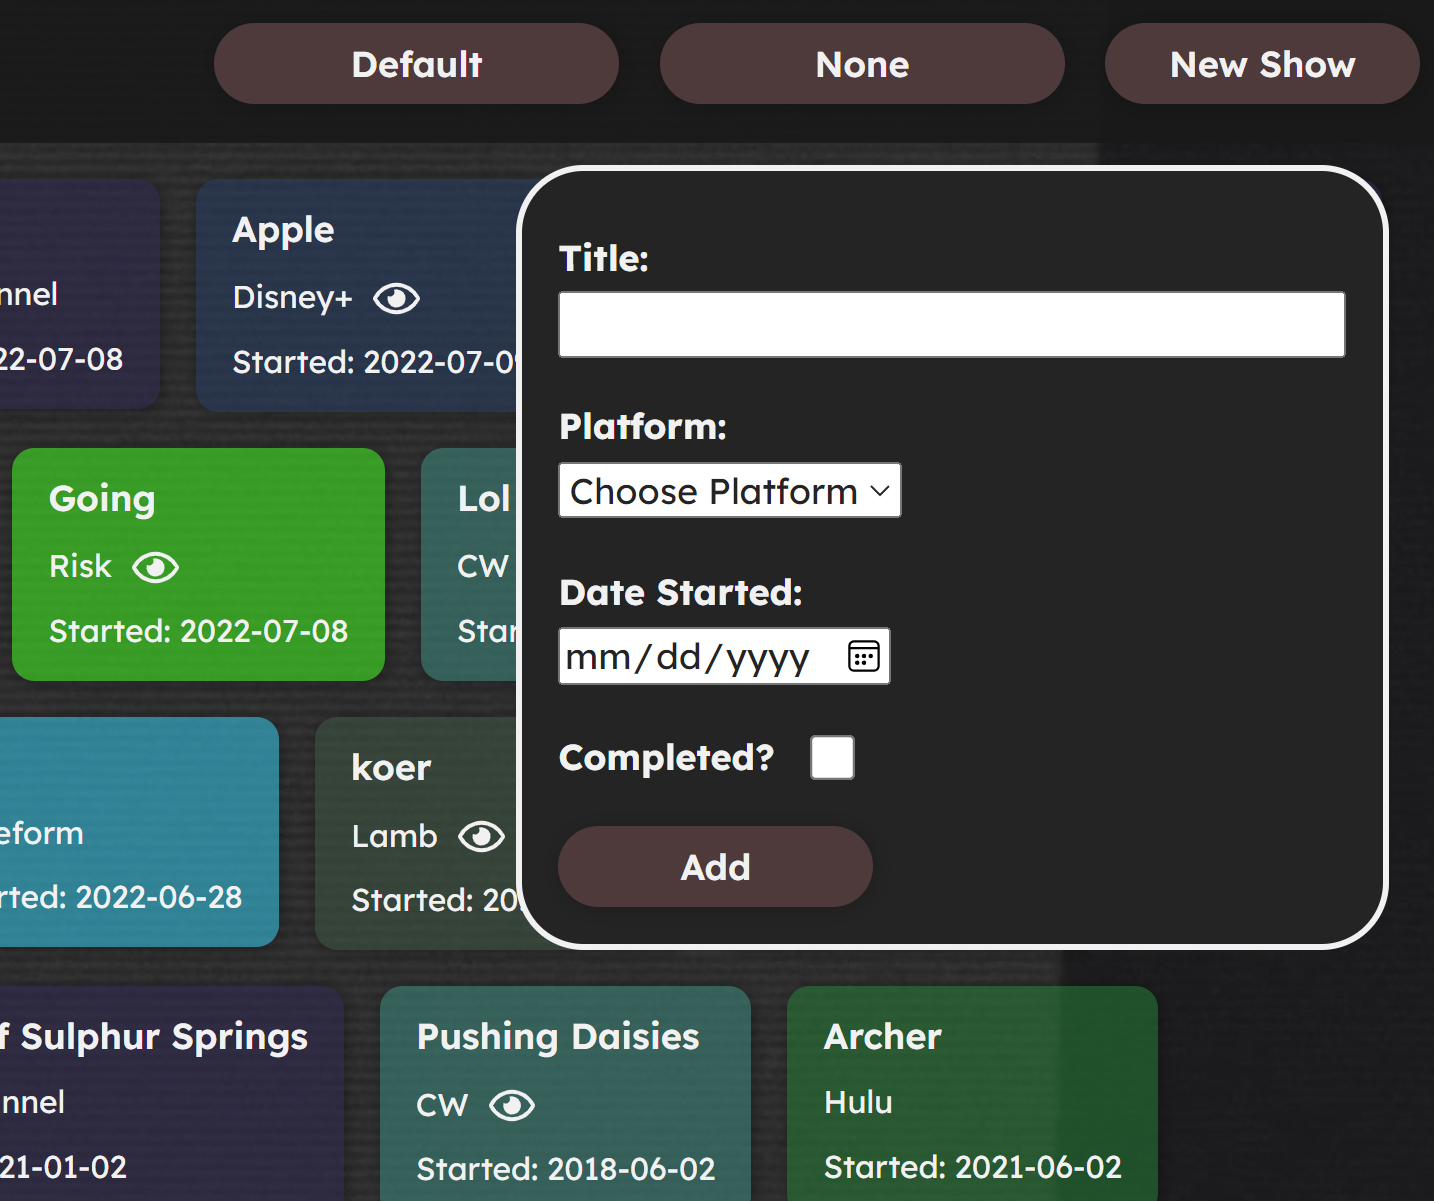 Default
None
New Show
nnel
22-07-08
Apple
Disney+
Started: 2022-07-0
Title:
Platform:
Choose Platform
Date Started:
mm/dd/yyyy
Completed?
Add
Going
Risk
Started: 2022-07-08
Lol
CW
Star
eform
rted: 2022-06-28
koer
Lamb
Started: 20
f Sulphur Springs
nnel
21-01-02
Pushing Daisies
CW
Started: 2018-06-02
Archer
Hulu
Started: 2021-06-02